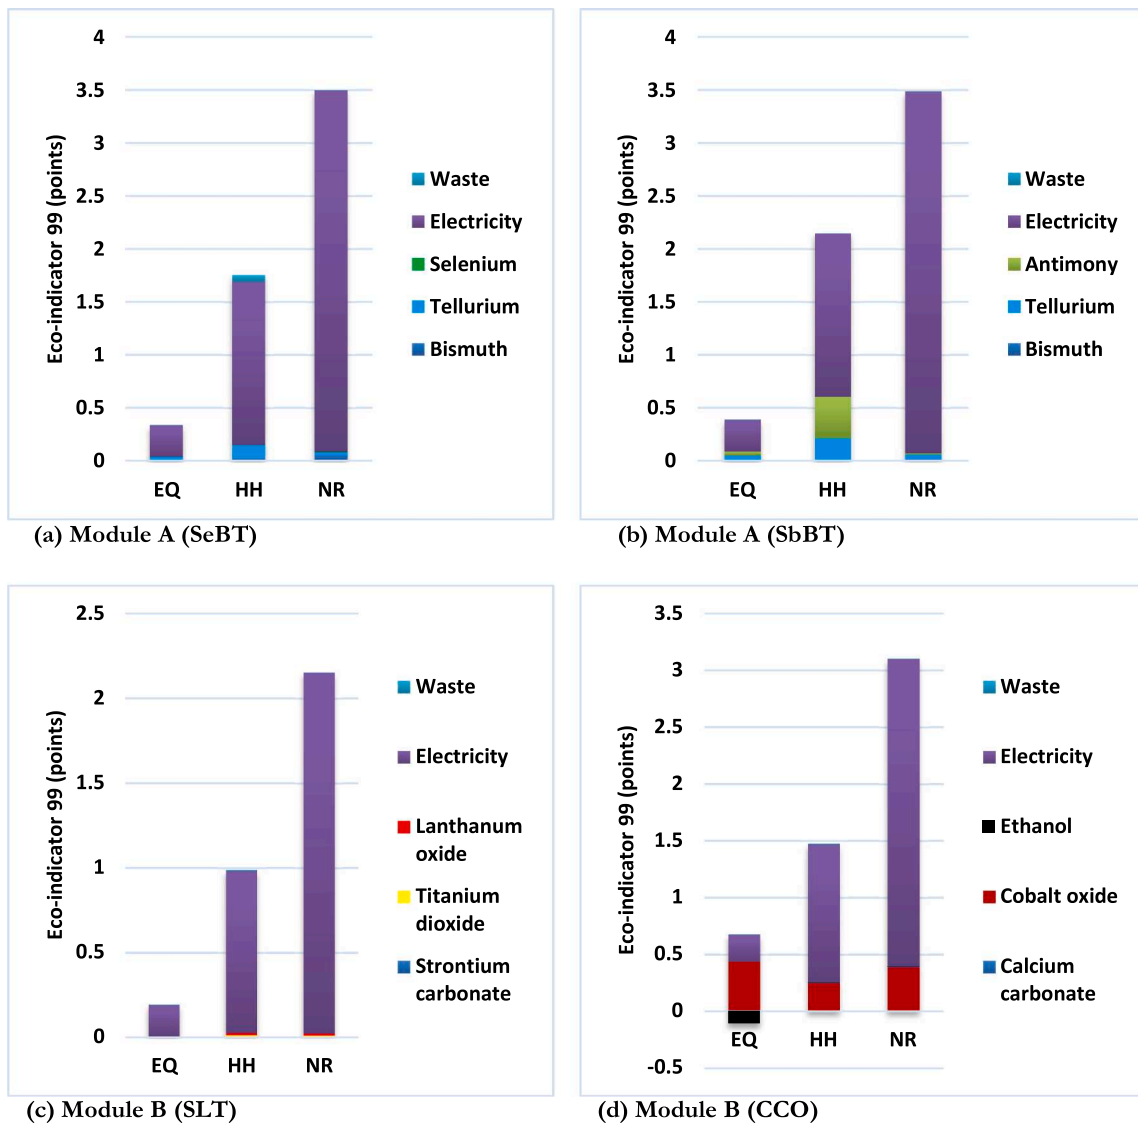 4
3.5
3
2.5
2
1.5
1
0.5
0
Eco-indicator 99 (points)
EQ HH NR
Waste
Electricity
Selenium
Tellurium
Bismuth
(a) Module A (SeBT)
4
3.5
3
2.5
2
1.5
1
0.5
0
Eco-indicator 99 (points)
EQ HH NR
Waste
Electricity
Antimony
Tellurium
Bismuth
(b) Module A (SbBT)
2.5
2
1.5
1
0.5
0
Eco-indicator 99 (points)
EQ HH NR
Waste
Electricity
Lanthanum
oxide
Titanium
dioxide
Strontium
carbonate
(c) Module B (SLT)
3.5
3
2.5
2
1.5
1
0.5
0
-0.5
Eco-indicator 99 (points)
EQ HH NR
Waste
Electricity
Ethanol
Cobalt oxide
Calcium
carbonate
(d) Module B (CCO)